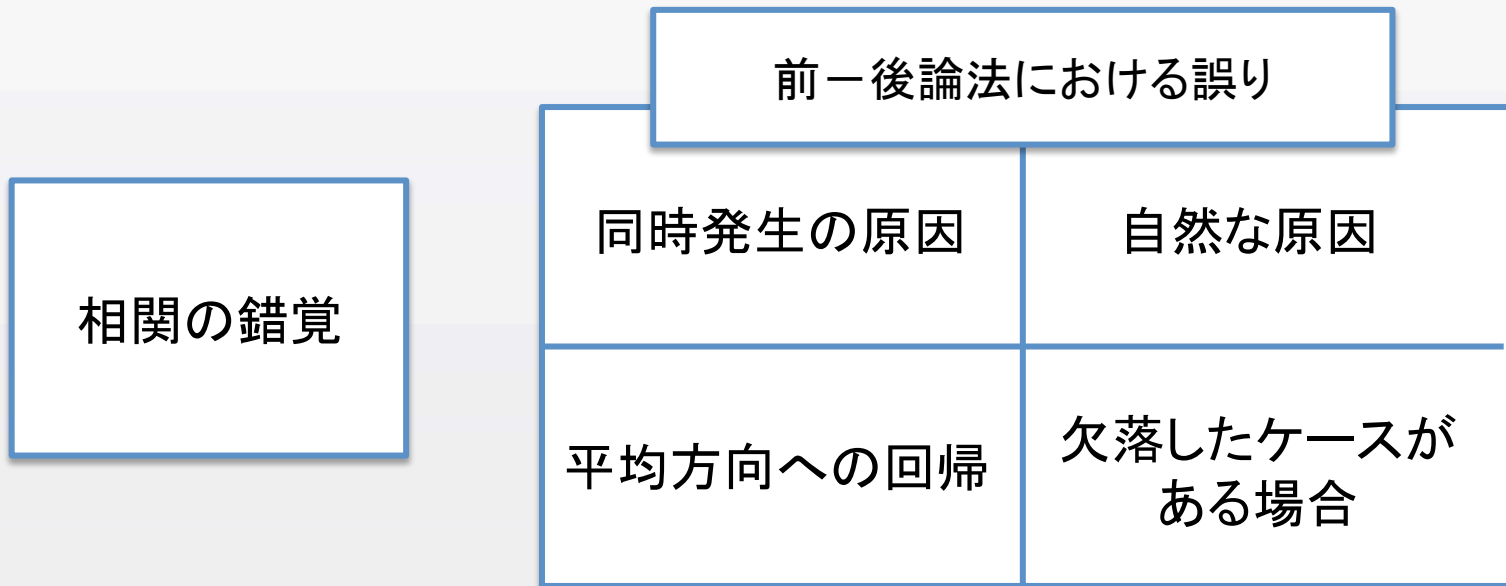 前－後論法における誤り
同時発生の原因
自然な原因
相関の錯覚
平均方向への回帰
欠落したケースが
ある場合